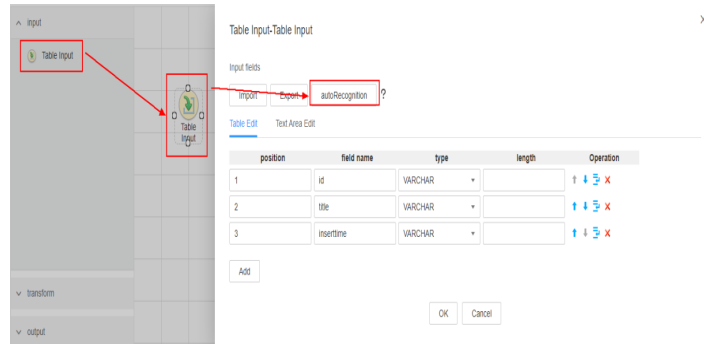 input
Table Input
transform
output
Table
Input
Table Input-Table Input
Input fields
Import Export autoRecognition ?
Table Edit Text Area Edit
position field name type length Operation
1 id VARCHAR
2 title VARCHAR
3 inserttime VARCHAR
Add
OK Cancel